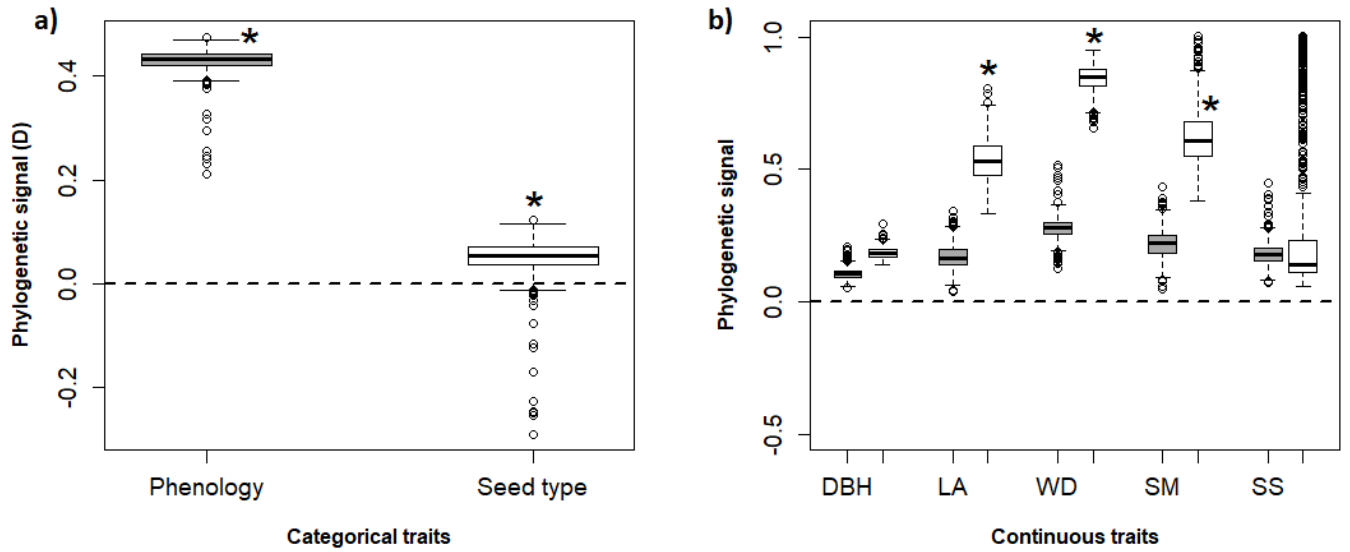 a)
*
*
0.4
0.2
0.0
-0.2
Phylogenetic signal (D)
Phenology
Seed type
Categorical traits
b)
*
*
*
1.0
0.5
0.0
-0.5
Phylogenetic signal
DBH
LA
WD
SM
SS
Continuous traits